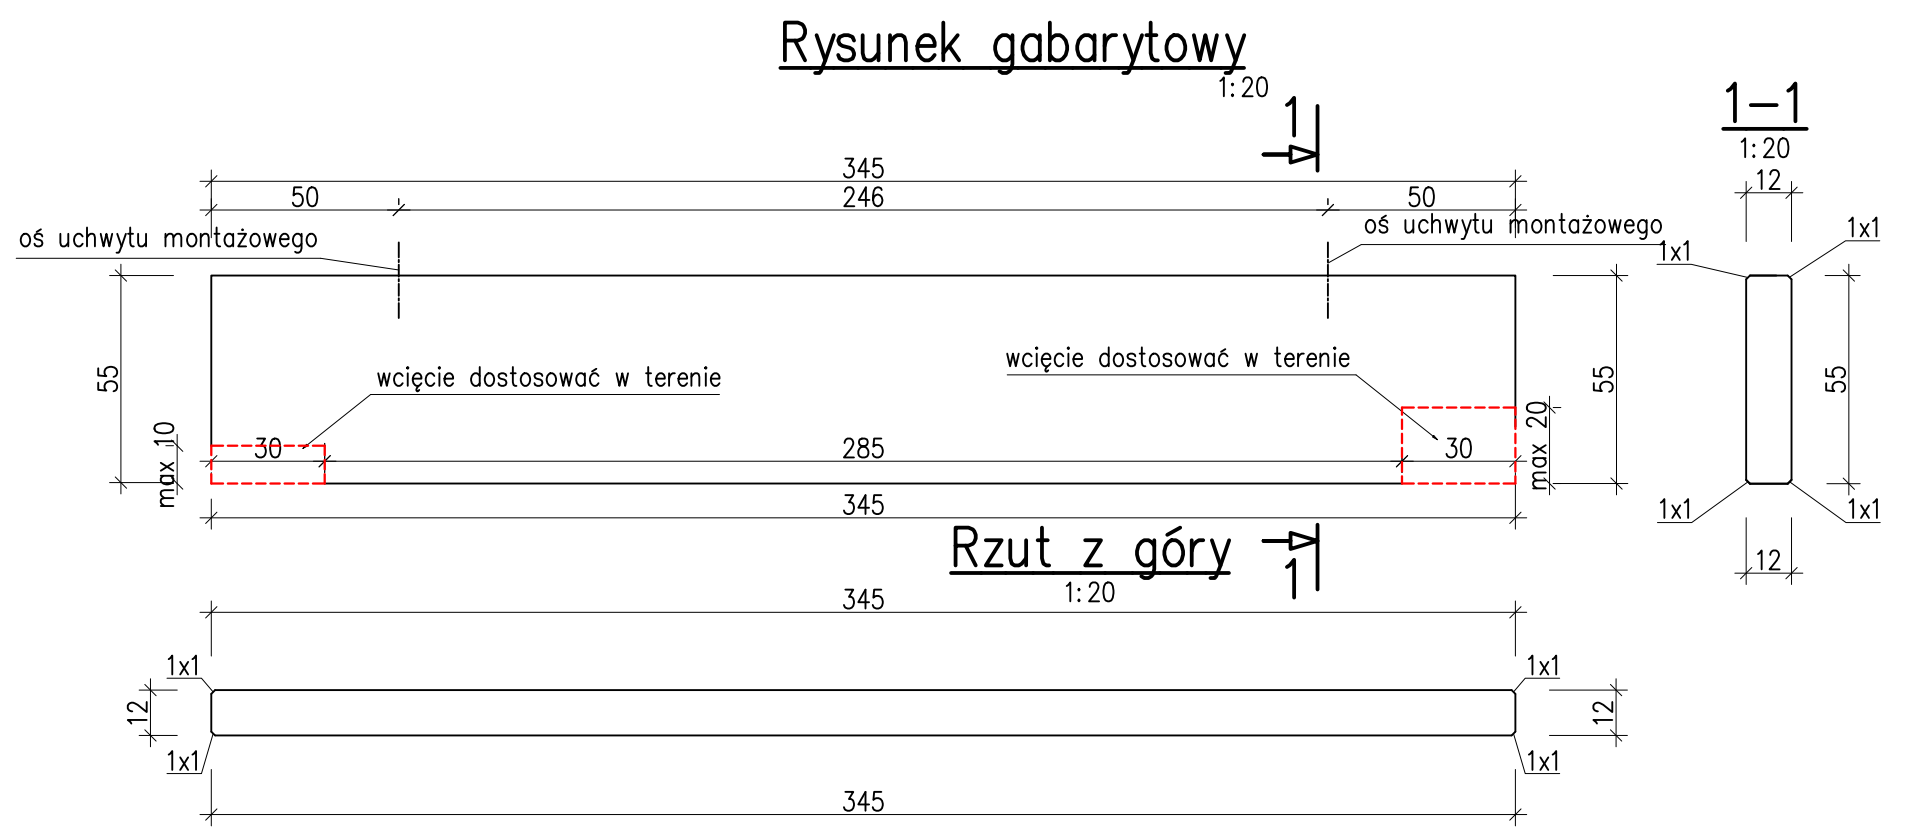 Rysunek gabarytowy
1:20
1
1-1
1:20
345
12
50
246
50
oś uchwytu montażowego
oś uchwytu montażowego
1x1
1x1
55
wcięcie dostosować w terenie
wcięcie dostosować w terenie
55
55
max 10
30
285
30
max 20
345
1x1
1x1
Rzut z góry
1
1:20
12
345
1x1
1x1
12
12
1x1
1x1
345